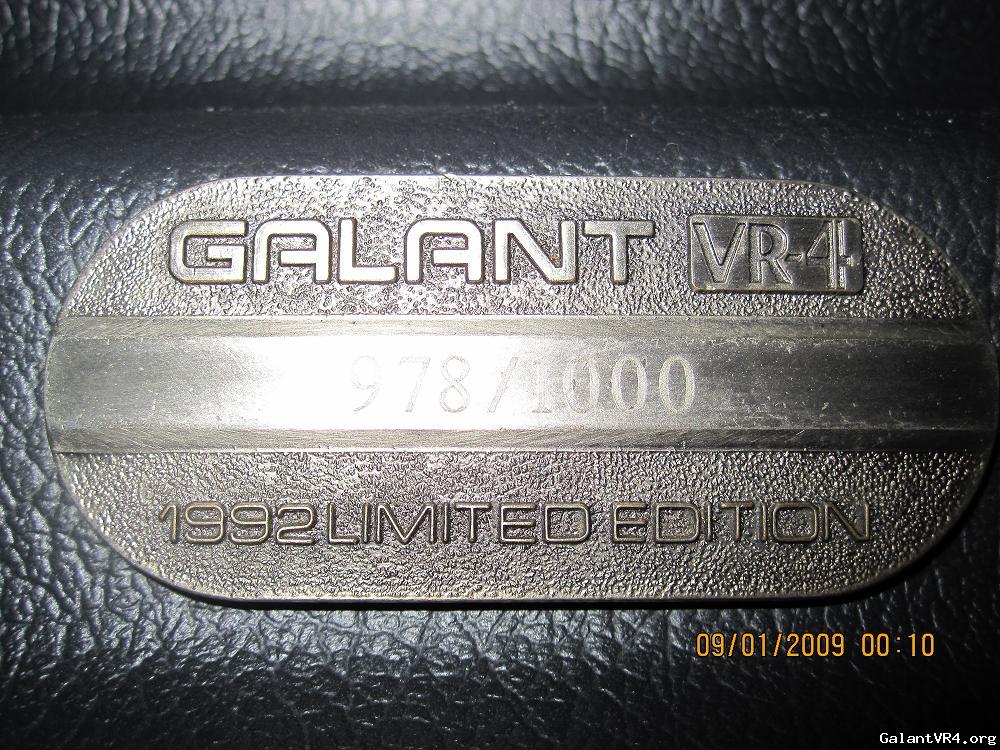 GALANT VR-4
978/1000
1992 LIMITED EDITION
09/01/2009 00:10
GalantVR4.org